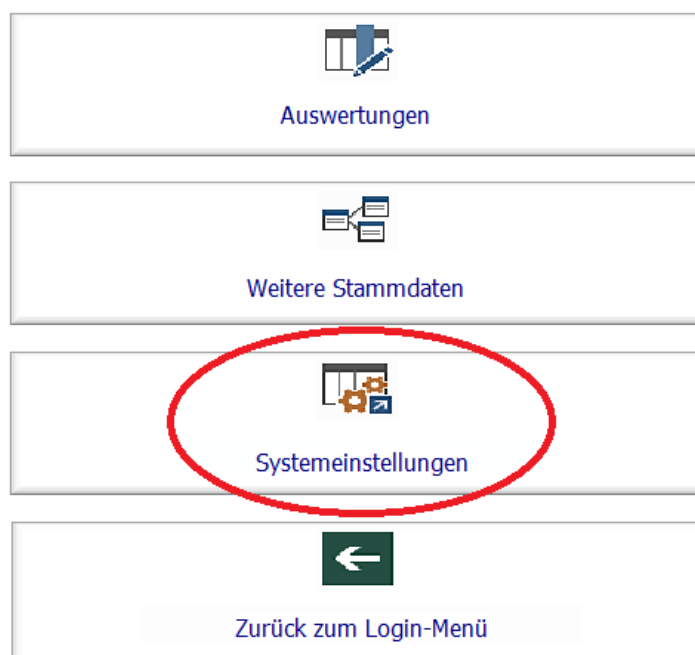 Auswertungen
Weitere Stammdaten
Systemeinstellungen
Zurück zum Login-Menü